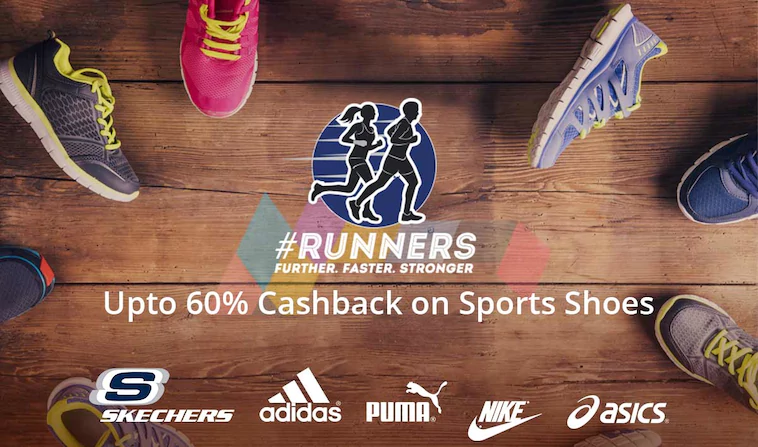 #RUNNERS
FURTHER. FASTER. STRONGER
Upto 60% Cashback on Sports Shoes
S
SKECHERS
adidas®
PUMA®
NIKE
asics®